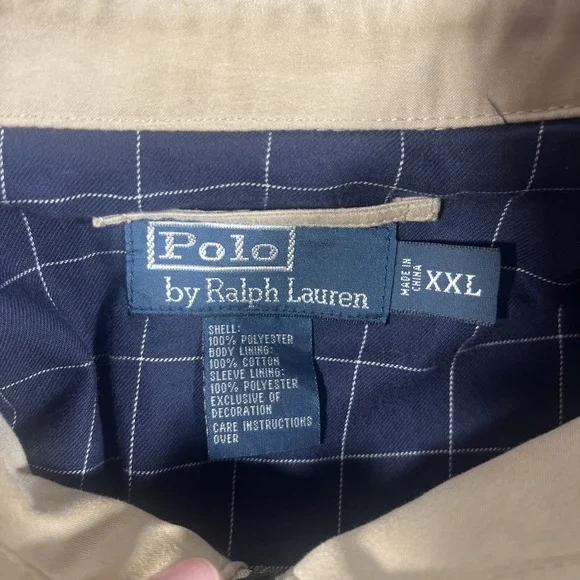 Polo
by Ralph Lauren
MADE IN
CHINA
XXL
SHELL:
100% POLYESTER
BODY LINING:
100% COTTON
SLEEVE LINING:
100% POLYESTER
EXCLUSIVE OF
DECORATION
CARE INSTRUCTIONS
OVER